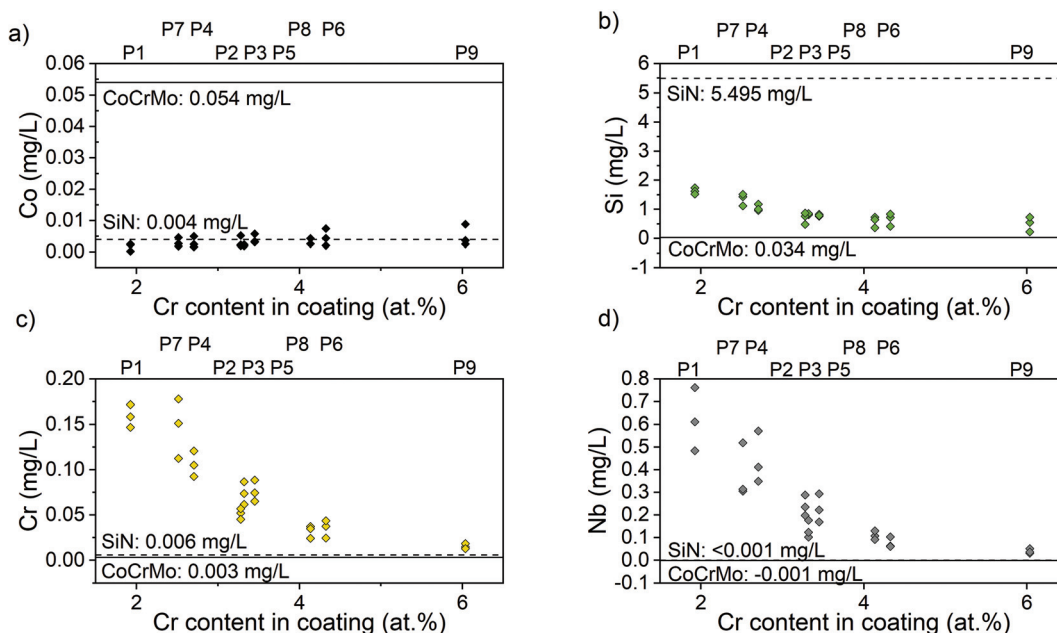 a)
P7 P4 P8 P6
P1 P2 P3 P5 P9
0.06
0.05
0.04
0.03
0.02
0.01
0.00
Co (mg/L)
CoCrMo: 0.054 mg/L
SiN: 0.004 mg/L
2 4 6
Cr content in coating (at.%)
b)
P7 P4 P8 P6
P1 P2 P3 P5 P9
6
5
4
3
2
1
0
-1
Si (mg/L)
SiN: 5.495 mg/L
CoCrMo: 0.034 mg/L
2 4 6
Cr content in coating (at.%)
c)
P7 P4 P8 P6
P1 P2 P3 P5 P9
0.20
0.15
0.10
0.05
0.00
Cr (mg/L)
SiN: 0.006 mg/L
CoCrMo: 0.003 mg/L
2 4 6
Cr content in coating (at.%)
d)
P7 P4 P8 P6
P1 P2 P3 P5 P9
0.8
0.7
0.6
0.5
0.4
0.3
0.2
0.1
0.0
-0.1
Nb (mg/L)
SiN: <0.001 mg/L
CoCrMo: -0.001 mg/L
2 4 6
Cr content in coating (at.%)